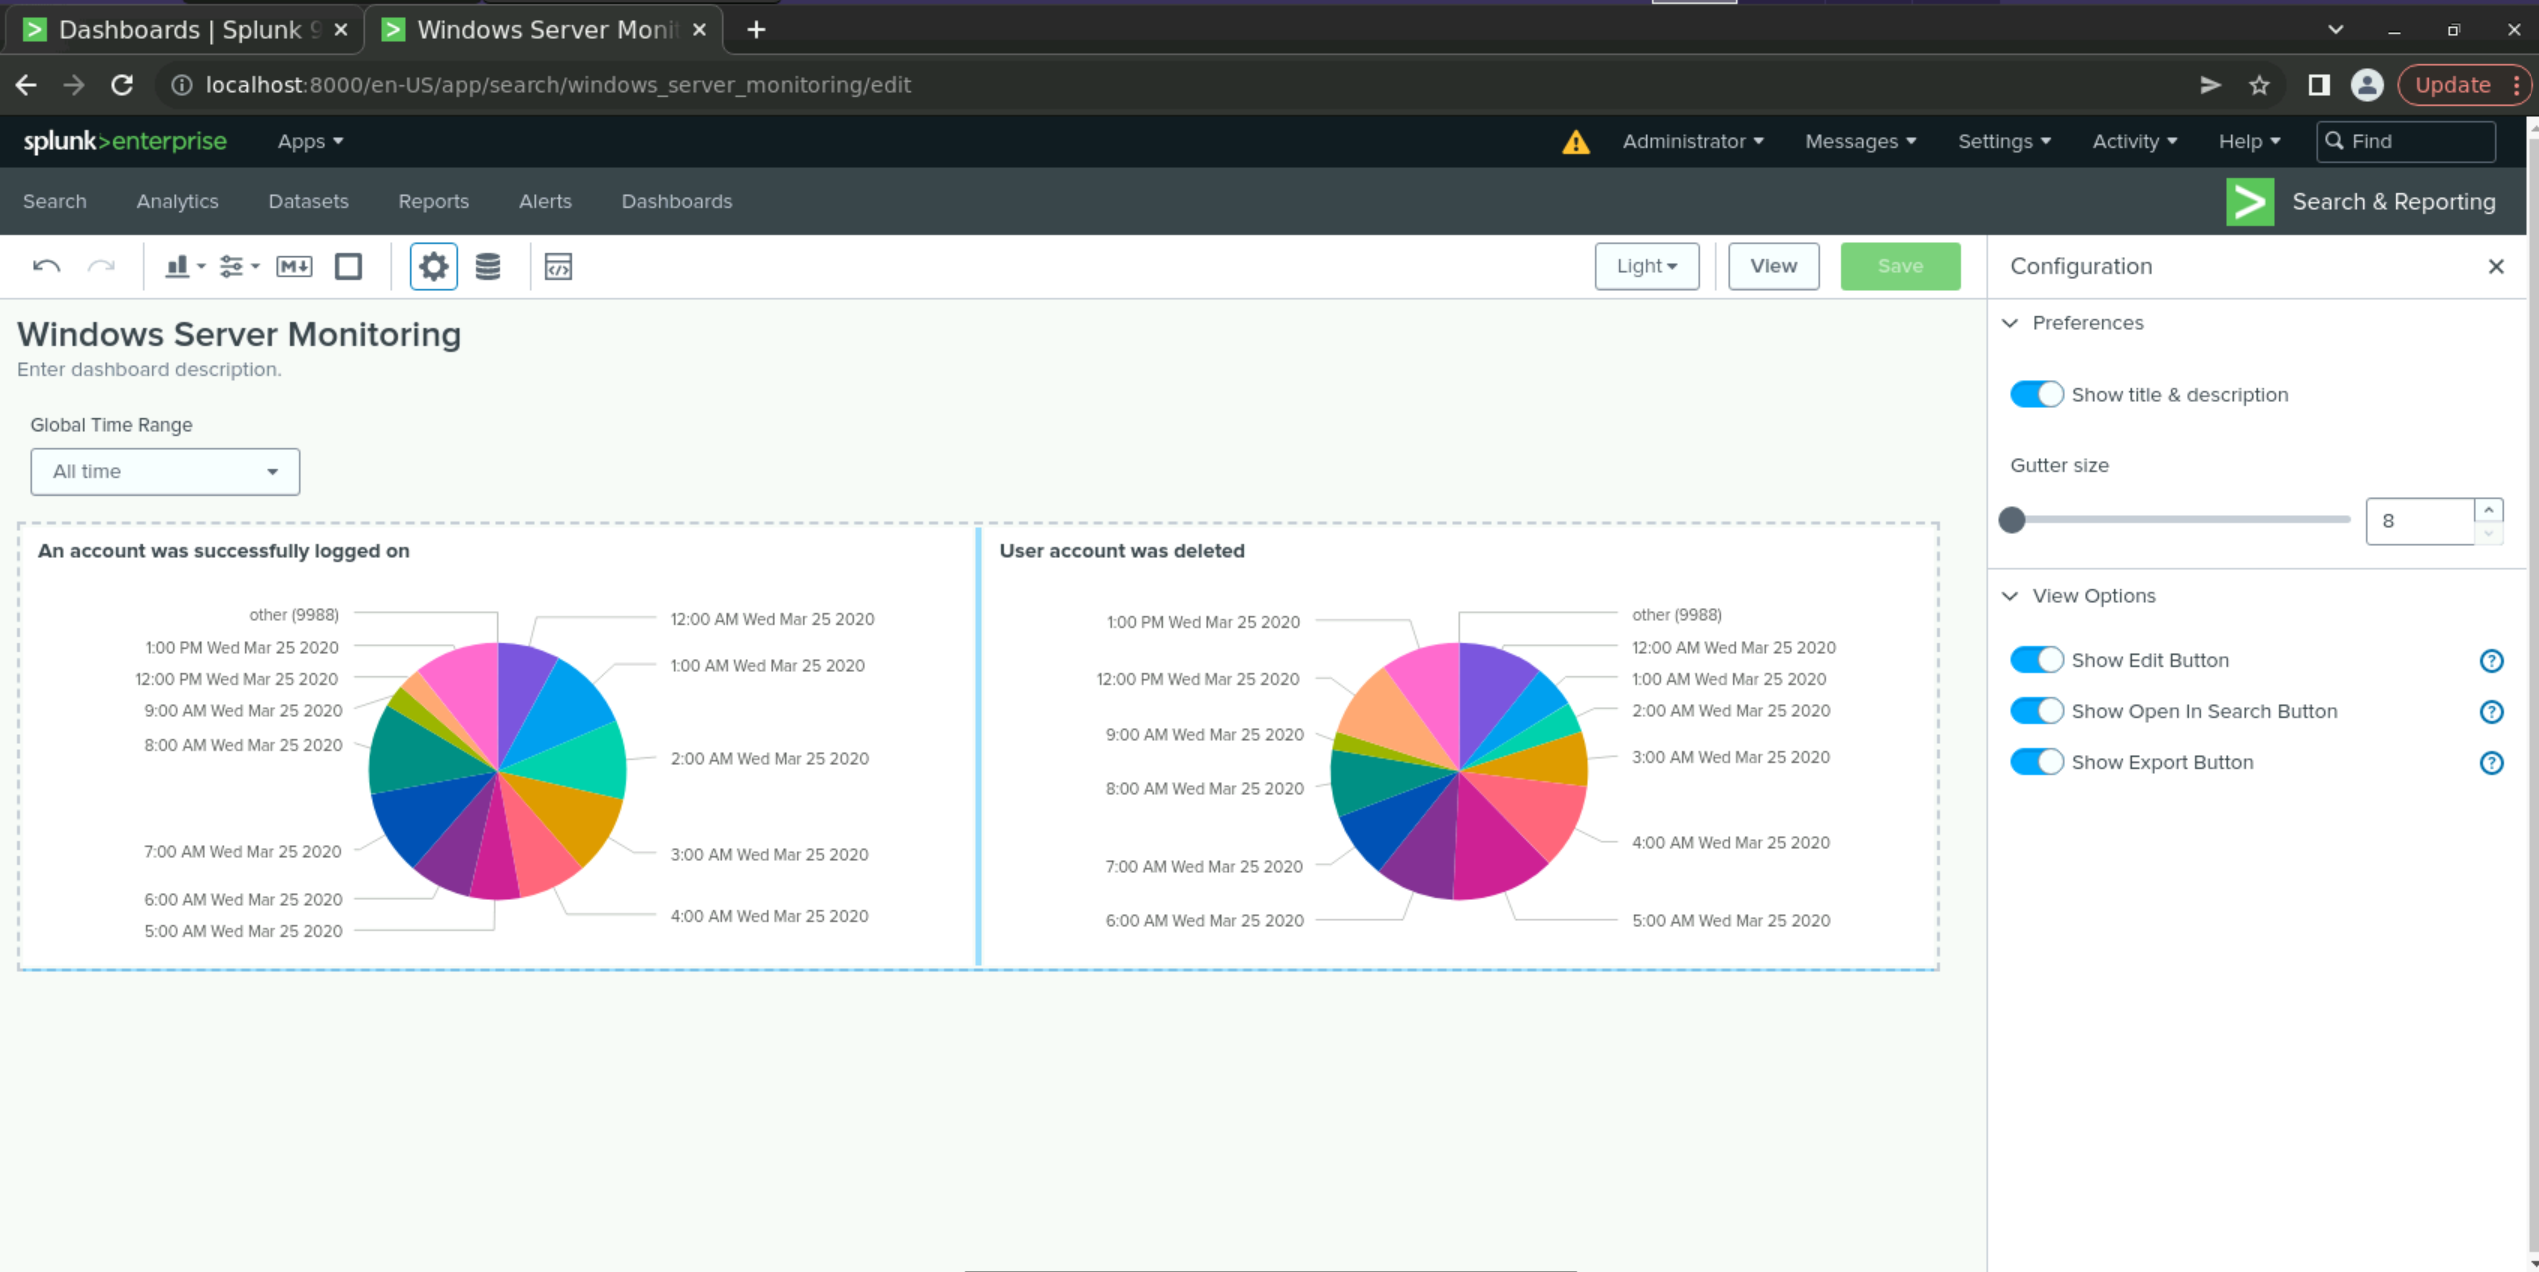 Dashboards | Splunk 9
Windows Server Monit
localhost:8000/en-US/app/search/windows_server_monitoring/edit
Update
splunk>enterprise
Apps
Administrator
Messages
Settings
Activity
Help
Find
Search
Analytics
Datasets
Reports
Alerts
Dashboards
Search & Reporting
M
Light
View
Save
Windows Server Monitoring
Enter dashboard description.
Global Time Range
All time
An account was successfully logged on
other (9988)
12:00 AM Wed Mar 25 2020
1:00 PM Wed Mar 25 2020
1:00 AM Wed Mar 25 2020
12:00 PM Wed Mar 25 2020
9:00 AM Wed Mar 25 2020
8:00 AM Wed Mar 25 2020
2:00 AM Wed Mar 25 2020
7:00 AM Wed Mar 25 2020
3:00 AM Wed Mar 25 2020
6:00 AM Wed Mar 25 2020
4:00 AM Wed Mar 25 2020
5:00 AM Wed Mar 25 2020
User account was deleted
other (9988)
1:00 PM Wed Mar 25 2020
12:00 AM Wed Mar 25 2020
12:00 PM Wed Mar 25 2020
1:00 AM Wed Mar 25 2020
2:00 AM Wed Mar 25 2020
9:00 AM Wed Mar 25 2020
3:00 AM Wed Mar 25 2020
8:00 AM Wed Mar 25 2020
4:00 AM Wed Mar 25 2020
7:00 AM Wed Mar 25 2020
6:00 AM Wed Mar 25 2020
5:00 AM Wed Mar 25 2020
Configuration
Preferences
Show title & description
Gutter size
8
View Options
Show Edit Button
Show Open In Search Button
Show Export Button